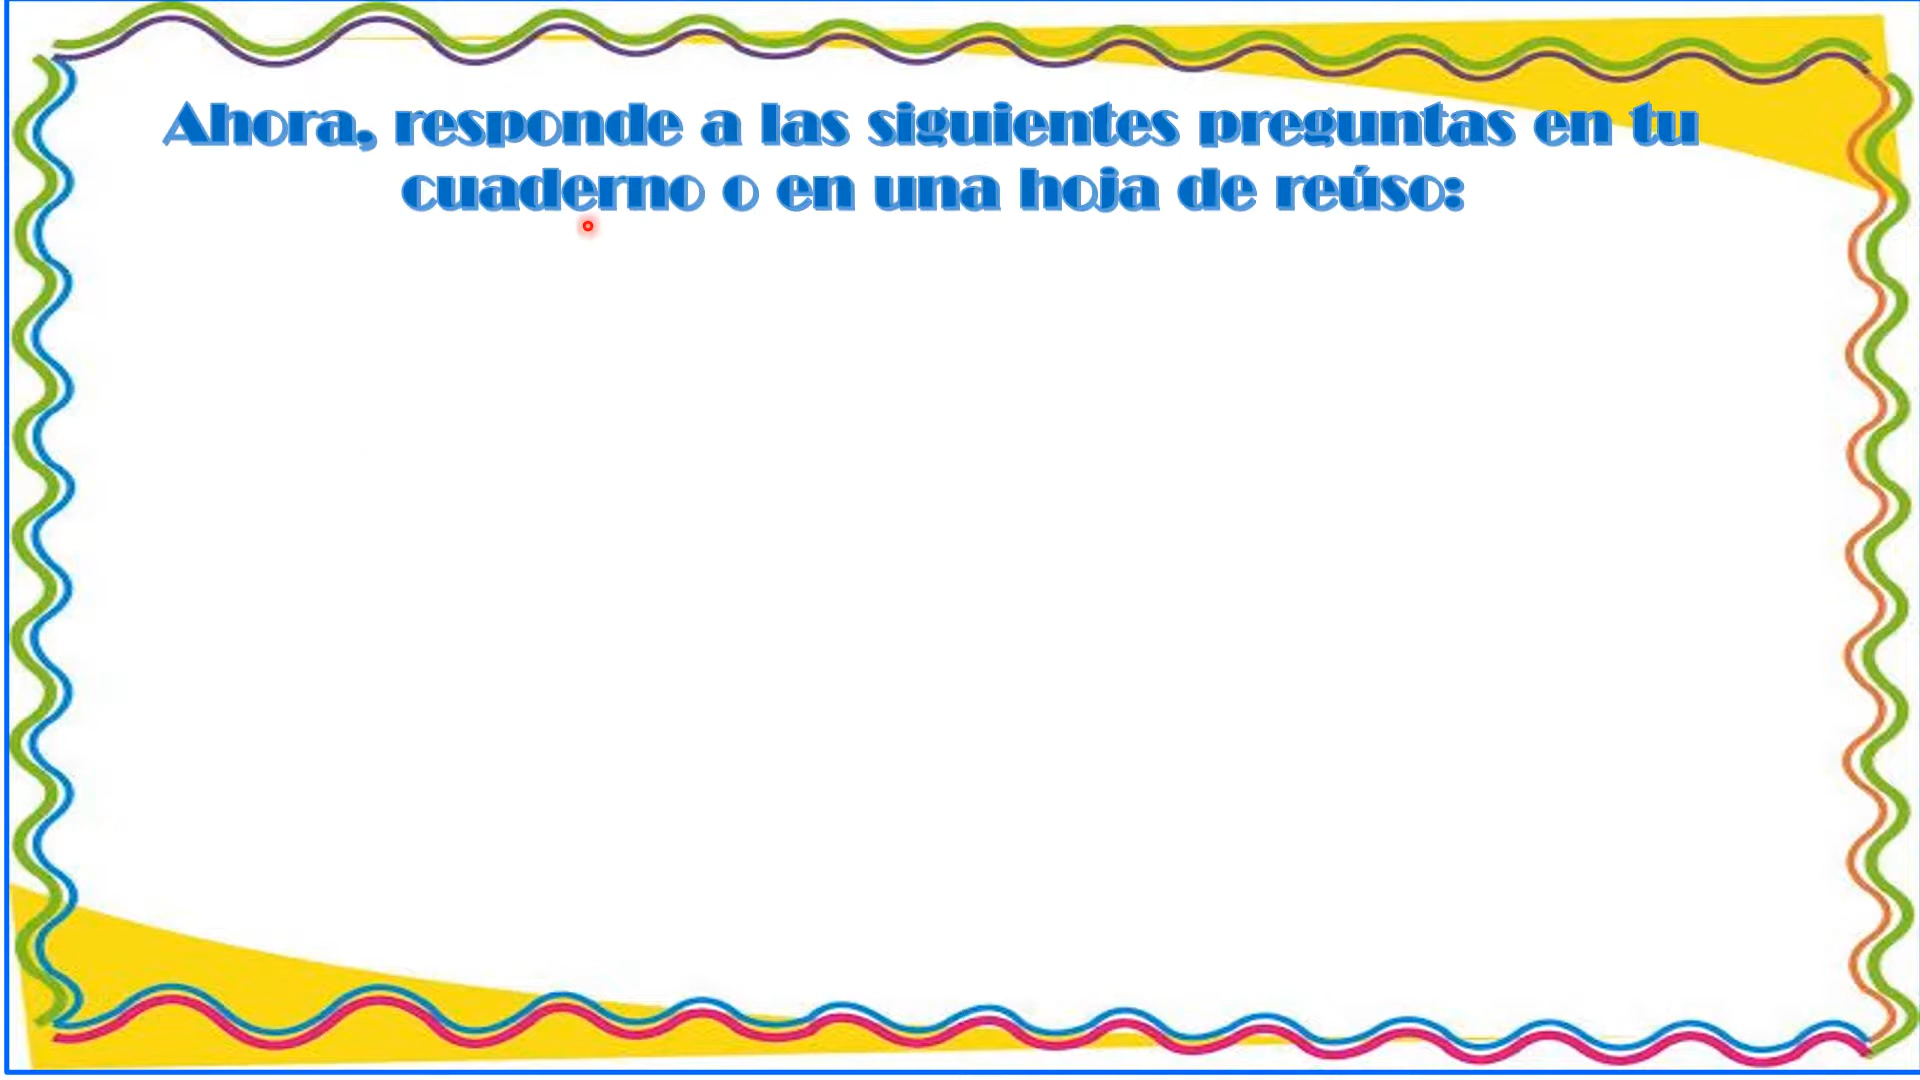 Ahora, responde a las siguientes preguntas en tu
cuaderno o en una hoja de reúso: